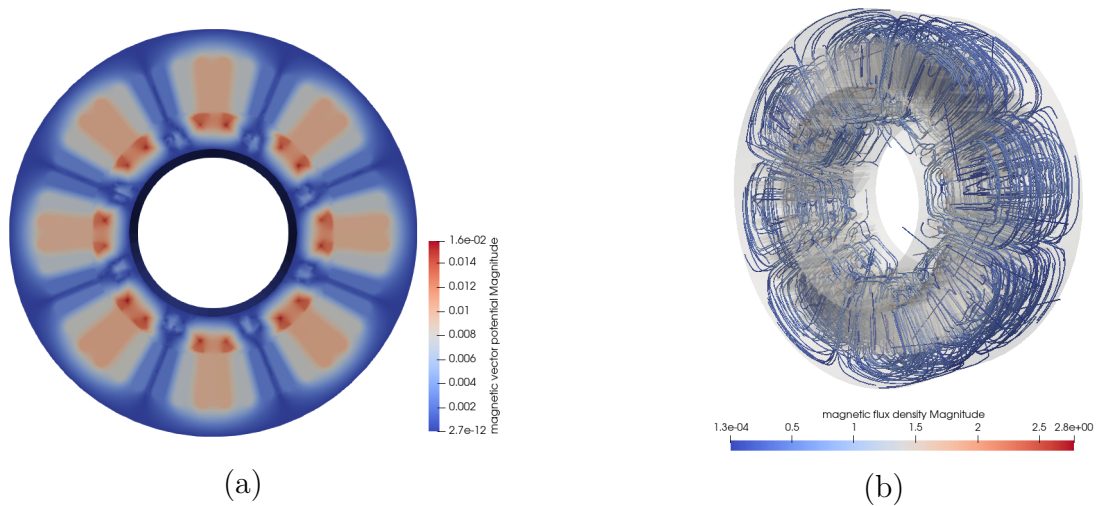 1.6e-02
0.014
0.012
0.01
0.008
0.006
0.004
0.002
2.7e-12
magnetic vector potential Magnitude
(a)
magnetic flux density Magnitude
1.3e-04 0.5 1 1.5 2 2.5 2.8e+00
(b)